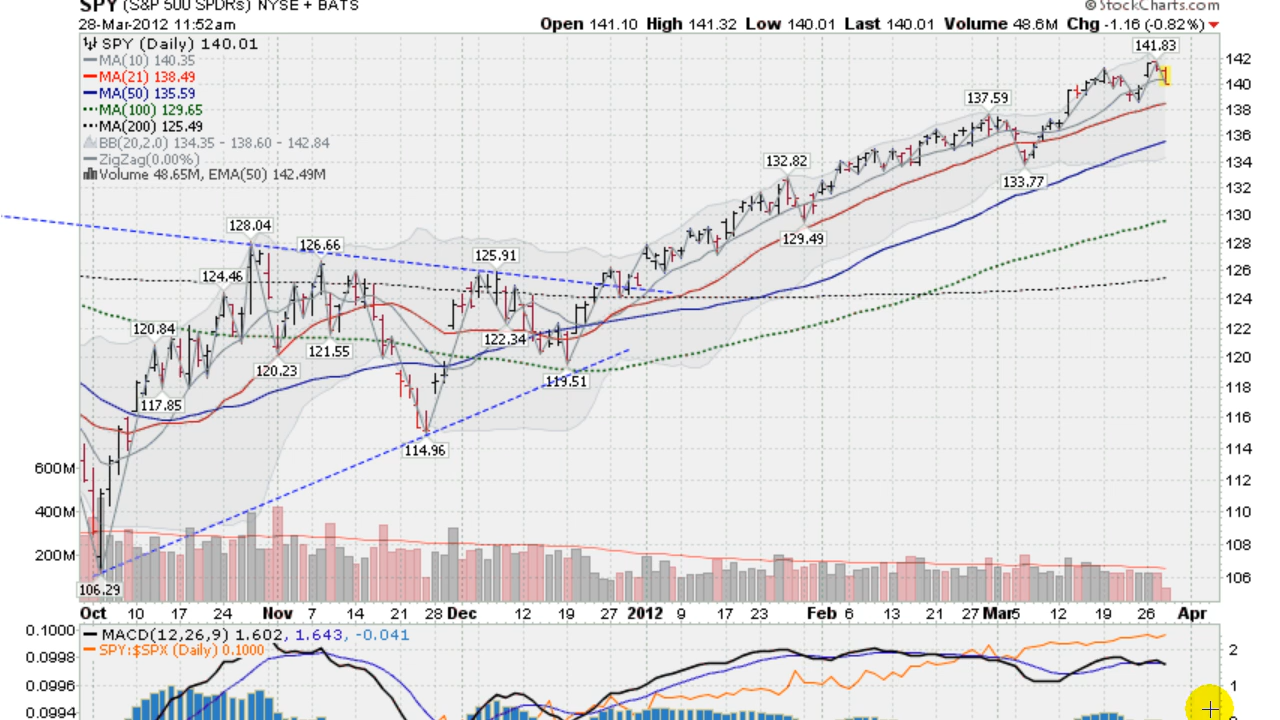 SPY (S&P 500 SPDRs) NYSE + BATS
© StockCharts.com
28-Mar-2012 11:52am
Open 141.10 High 141.32 Low 140.01 Last 140.01 Volume 48.6M Chg -1.16 (-0.82%)
SPY (Daily) 140.01
MA(10) 140.35
MA(21) 138.49
MA(50) 135.59
MA(100) 129.65
MA(200) 125.49
BB(20,2.0) 134.35 - 138.60 - 142.84
ZigZag(0.00%)
Volume 48.65M, EMA(50) 142.49M
141.83
137.59
132.82
133.77
129.49
128.04
126.66
125.91
124.46
120.84
122.34
121.55
120.23
119.51
117.85
114.96
106.29
142
140
138
136
134
132
130
128
126
124
122
120
118
116
114
112
110
108
106
600M
400M
200M
Oct 10 17 24 Nov 7 14 21 28 Dec 12 19 27 2012 9 17 23 Feb 6 13 21 27 Mar 5 12 19 26 Apr
MACD(12,26,9) 1.602, 1.643, -0.041
SPY:$SPX (Daily) 0.1000
0.1000
0.0998
0.0996
0.0994
2
1